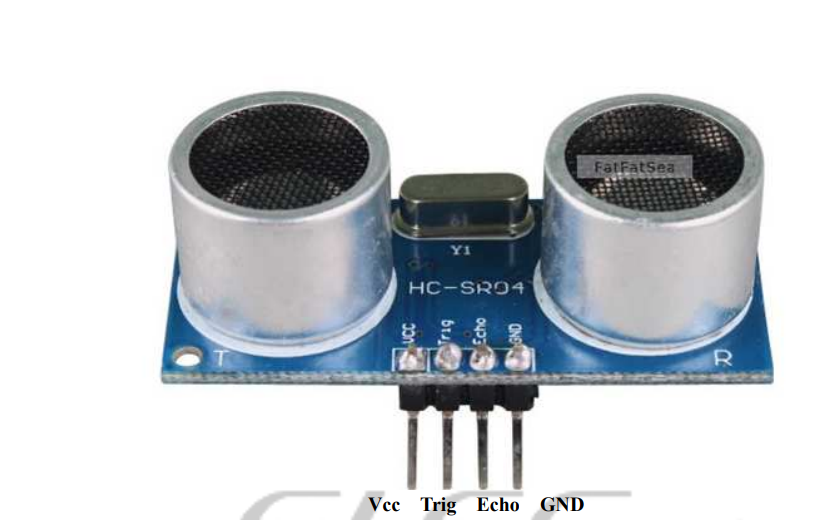 FatFatSea
Y1
HC-SR04
VCC Trig Echo GND
T R
Vcc Trig Echo GND